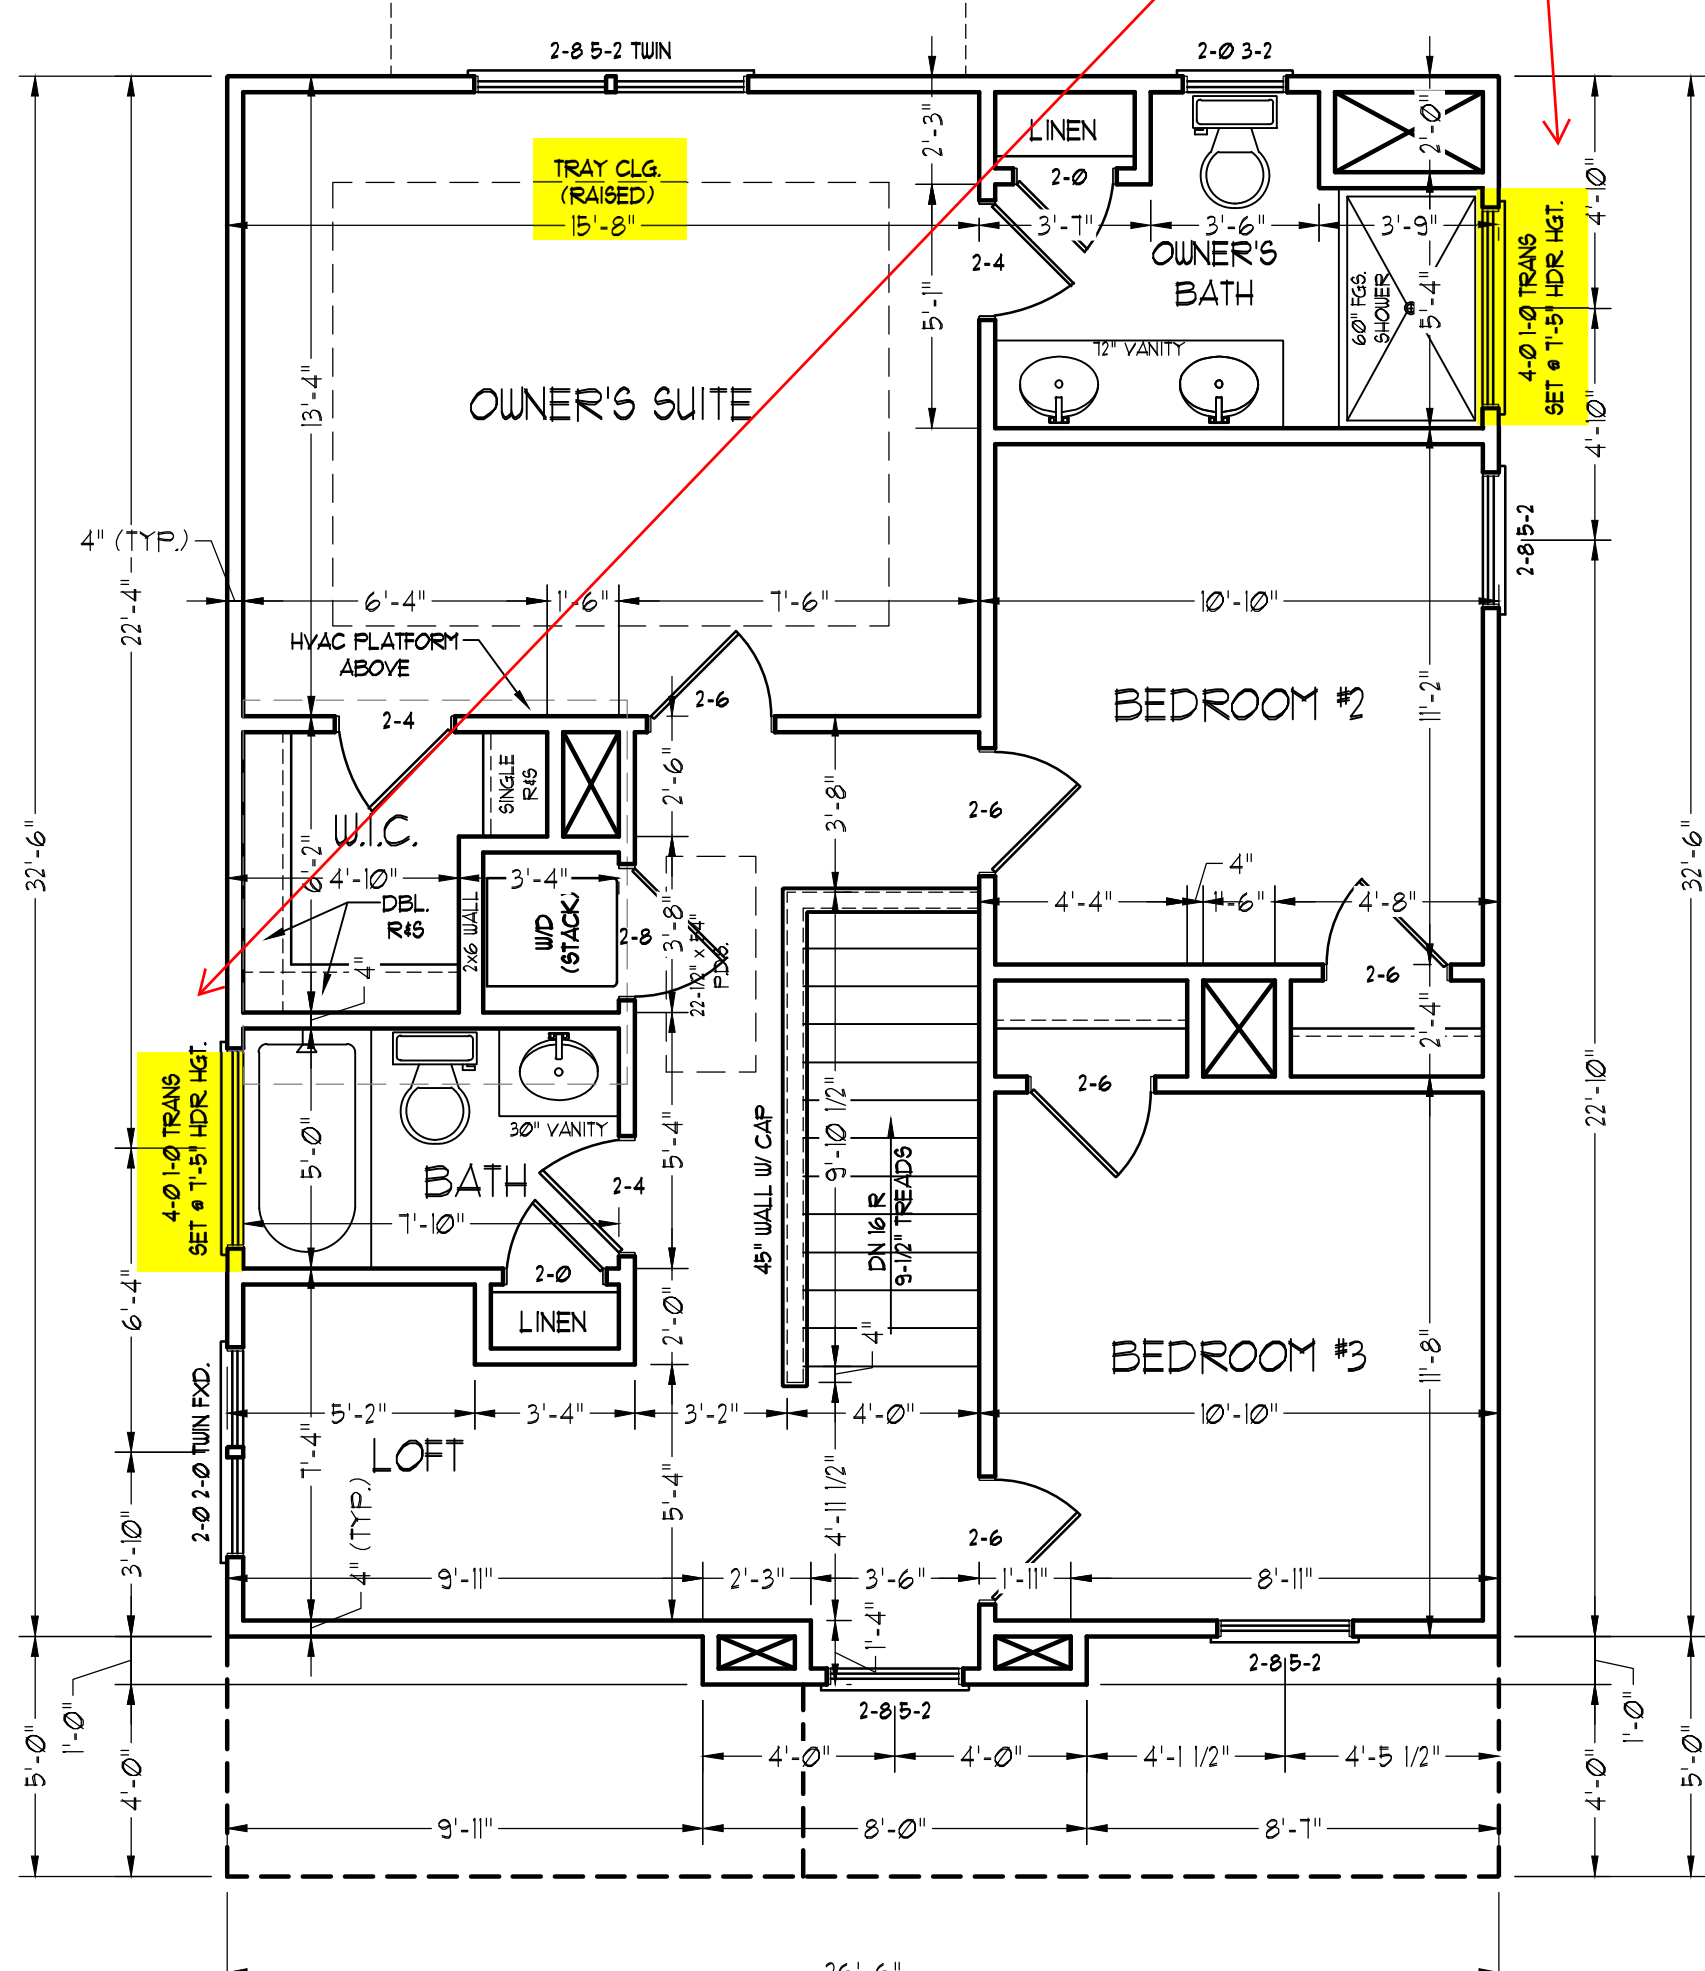 2-8 5-2 TWIN
2-0 3-2
LINEN
2'-3"
2'-0"
TRAY CLG.
(RAISED)
15'-8"
2-0
3'-7"
3'-6"
3'-9"
4'-0"
2-4
OWNER'S
BATH
60" FGS.
SHOWER
5'-4"
4-0 1-0 TRANS
SET @ 7'-5" HDR HGT.
5'-1"
72" VANITY
13'-4"
OWNER'S SUITE
4'-10"
4" (TYP.)
2-8 5-2
22'-4"
6'-4"
1'-6"
7'-6"
10'-10"
HVAC PLATFORM
ABOVE
2-4
2-6
BEDROOM #2
11'-2"
SINGLE
R&S
2'-6"
3'-8"
2-6
W.I.C.
32'-6"
32'-6"
6'-2"
4'-10"
3'-4"
4"
4'-4"
1'-6"
4'-8"
DBL.
R&S
2x6 WALL
W/D
(STACK)
2-8
3'-8"
22-1/2" x 54"
P.D.S.
4"
2-6
2'-4"
2-6
22'-10"
4-0 1-0 TRANS
SET @ 7'-5" HDR HGT.
5'-0"
30" VANITY
BATH
7'-10"
2-4
5'-4"
45" WALL W/ CAP
9'-10 1/2"
DN 16 R
9-1/2" TREADS
2-0
LINEN
2'-0"
6'-4"
4"
BEDROOM #3
11'-8"
2-0 2-0 TWIN FXD.
5'-2"
3'-4"
3'-2"
4'-0"
10'-10"
LOFT
7'-4"
4" (TYP.)
5'-4"
4'-11 1/2"
2-6
3'-10"
9'-11"
2'-3"
3'-6"
1'-11"
8'-11"
1'-4"
2-8 5-2
2-8 5-2
1'-0"
1'-0"
5'-0"
4'-0"
4'-0"
4'-0"
4'-1 1/2"
4'-5 1/2"
4'-0"
5'-0"
9'-11"
8'-0"
8'-7"
26'-6"